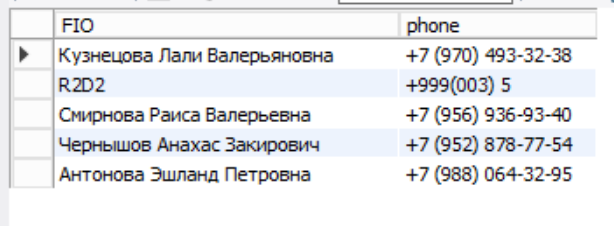 FIO phone
Кузнецова Лали Валерьяновна +7 (970) 493-32-38
R2D2 +999(003) 5
Смирнова Раиса Валерьевна +7 (956) 936-93-40
Чернышов Анахас Закирович +7 (952) 878-77-54
Антонова Эшланд Петровна +7 (988) 064-32-95